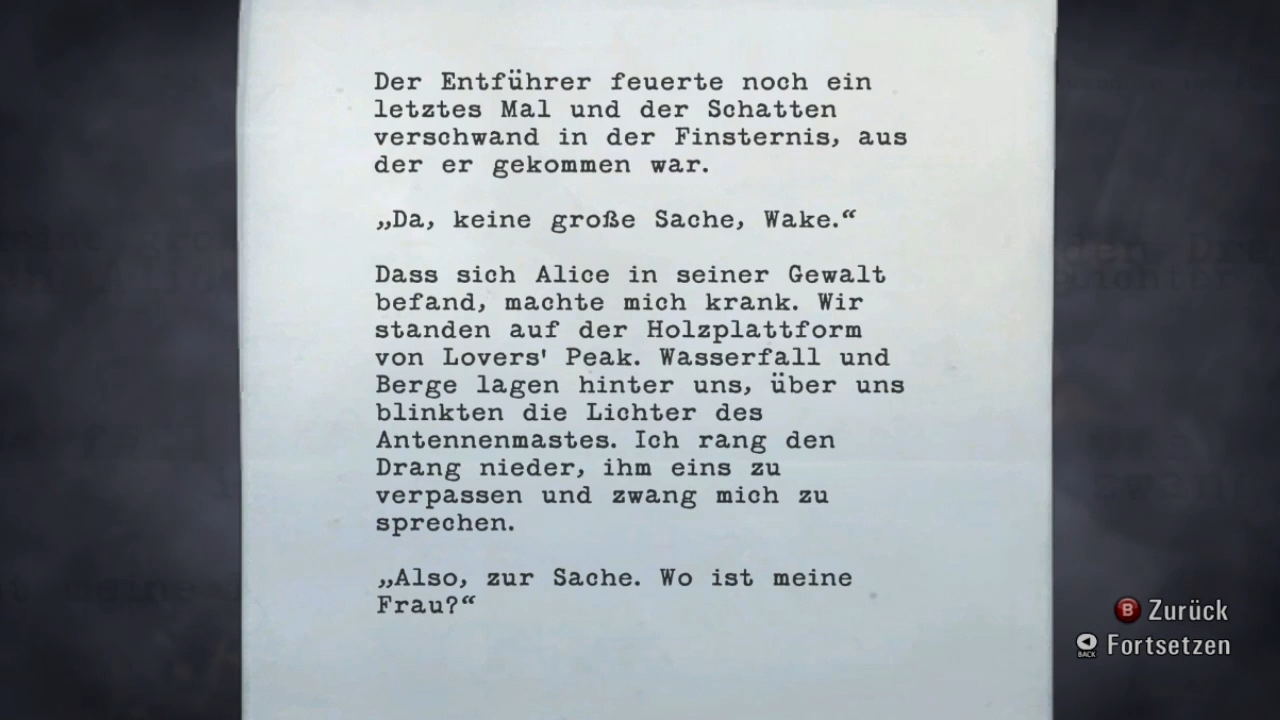 Der Entführer feuerte noch ein
letztes Mal und der Schatten
verschwand in der Finsternis, aus
der er gekommen war.
„Da, keine große Sache, Wake.“
Dass sich Alice in seiner Gewalt
befand, machte mich krank. Wir
standen auf der Holzplattform
von Lovers' Peak. Wasserfall und
Berge lagen hinter uns, über uns
blinkten die Lichter des
Antennenmastes. Ich rang den
Drang nieder, ihm eins zu
verpassen und zwang mich zu
sprechen.
„Also, zur Sache. Wo ist meine
Frau?“
B Zurück
BACK Fortsetzen